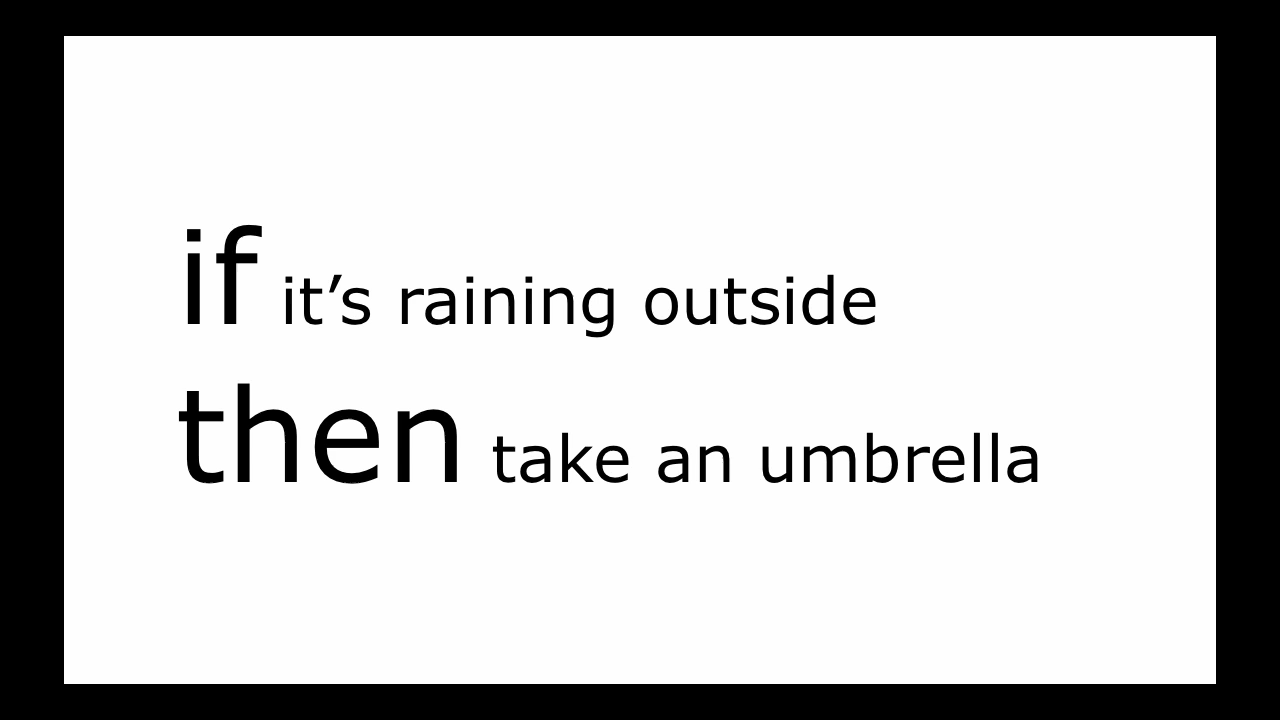 if it’s raining outside
then take an umbrella